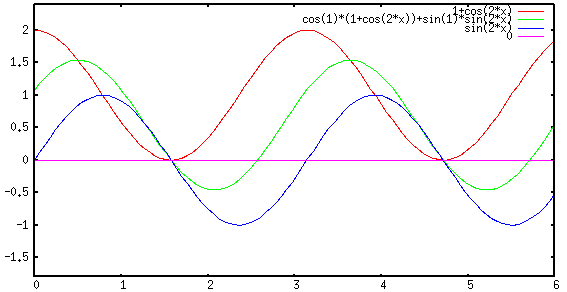 1+cos(2*x)
cos(1)*(1+cos(2*x))+sin(1)*sin(2*x)
sin(2*x)
0
2
1.5
1
0.5
0
-0.5
-1
-1.5
0 1 2 3 4 5 6